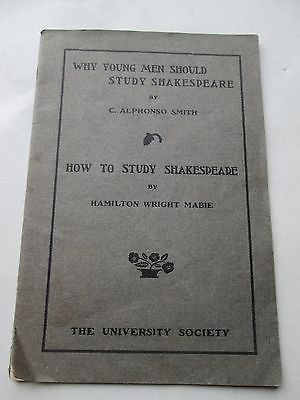 WHY YOUNG MEN SHOULD
STUDY SHAKESPEARE
BY
C. ALPHONSO SMITH
HOW TO STUDY SHAKESPEARE
BY
HAMILTON WRIGHT MABIE
THE UNIVERSITY SOCIETY